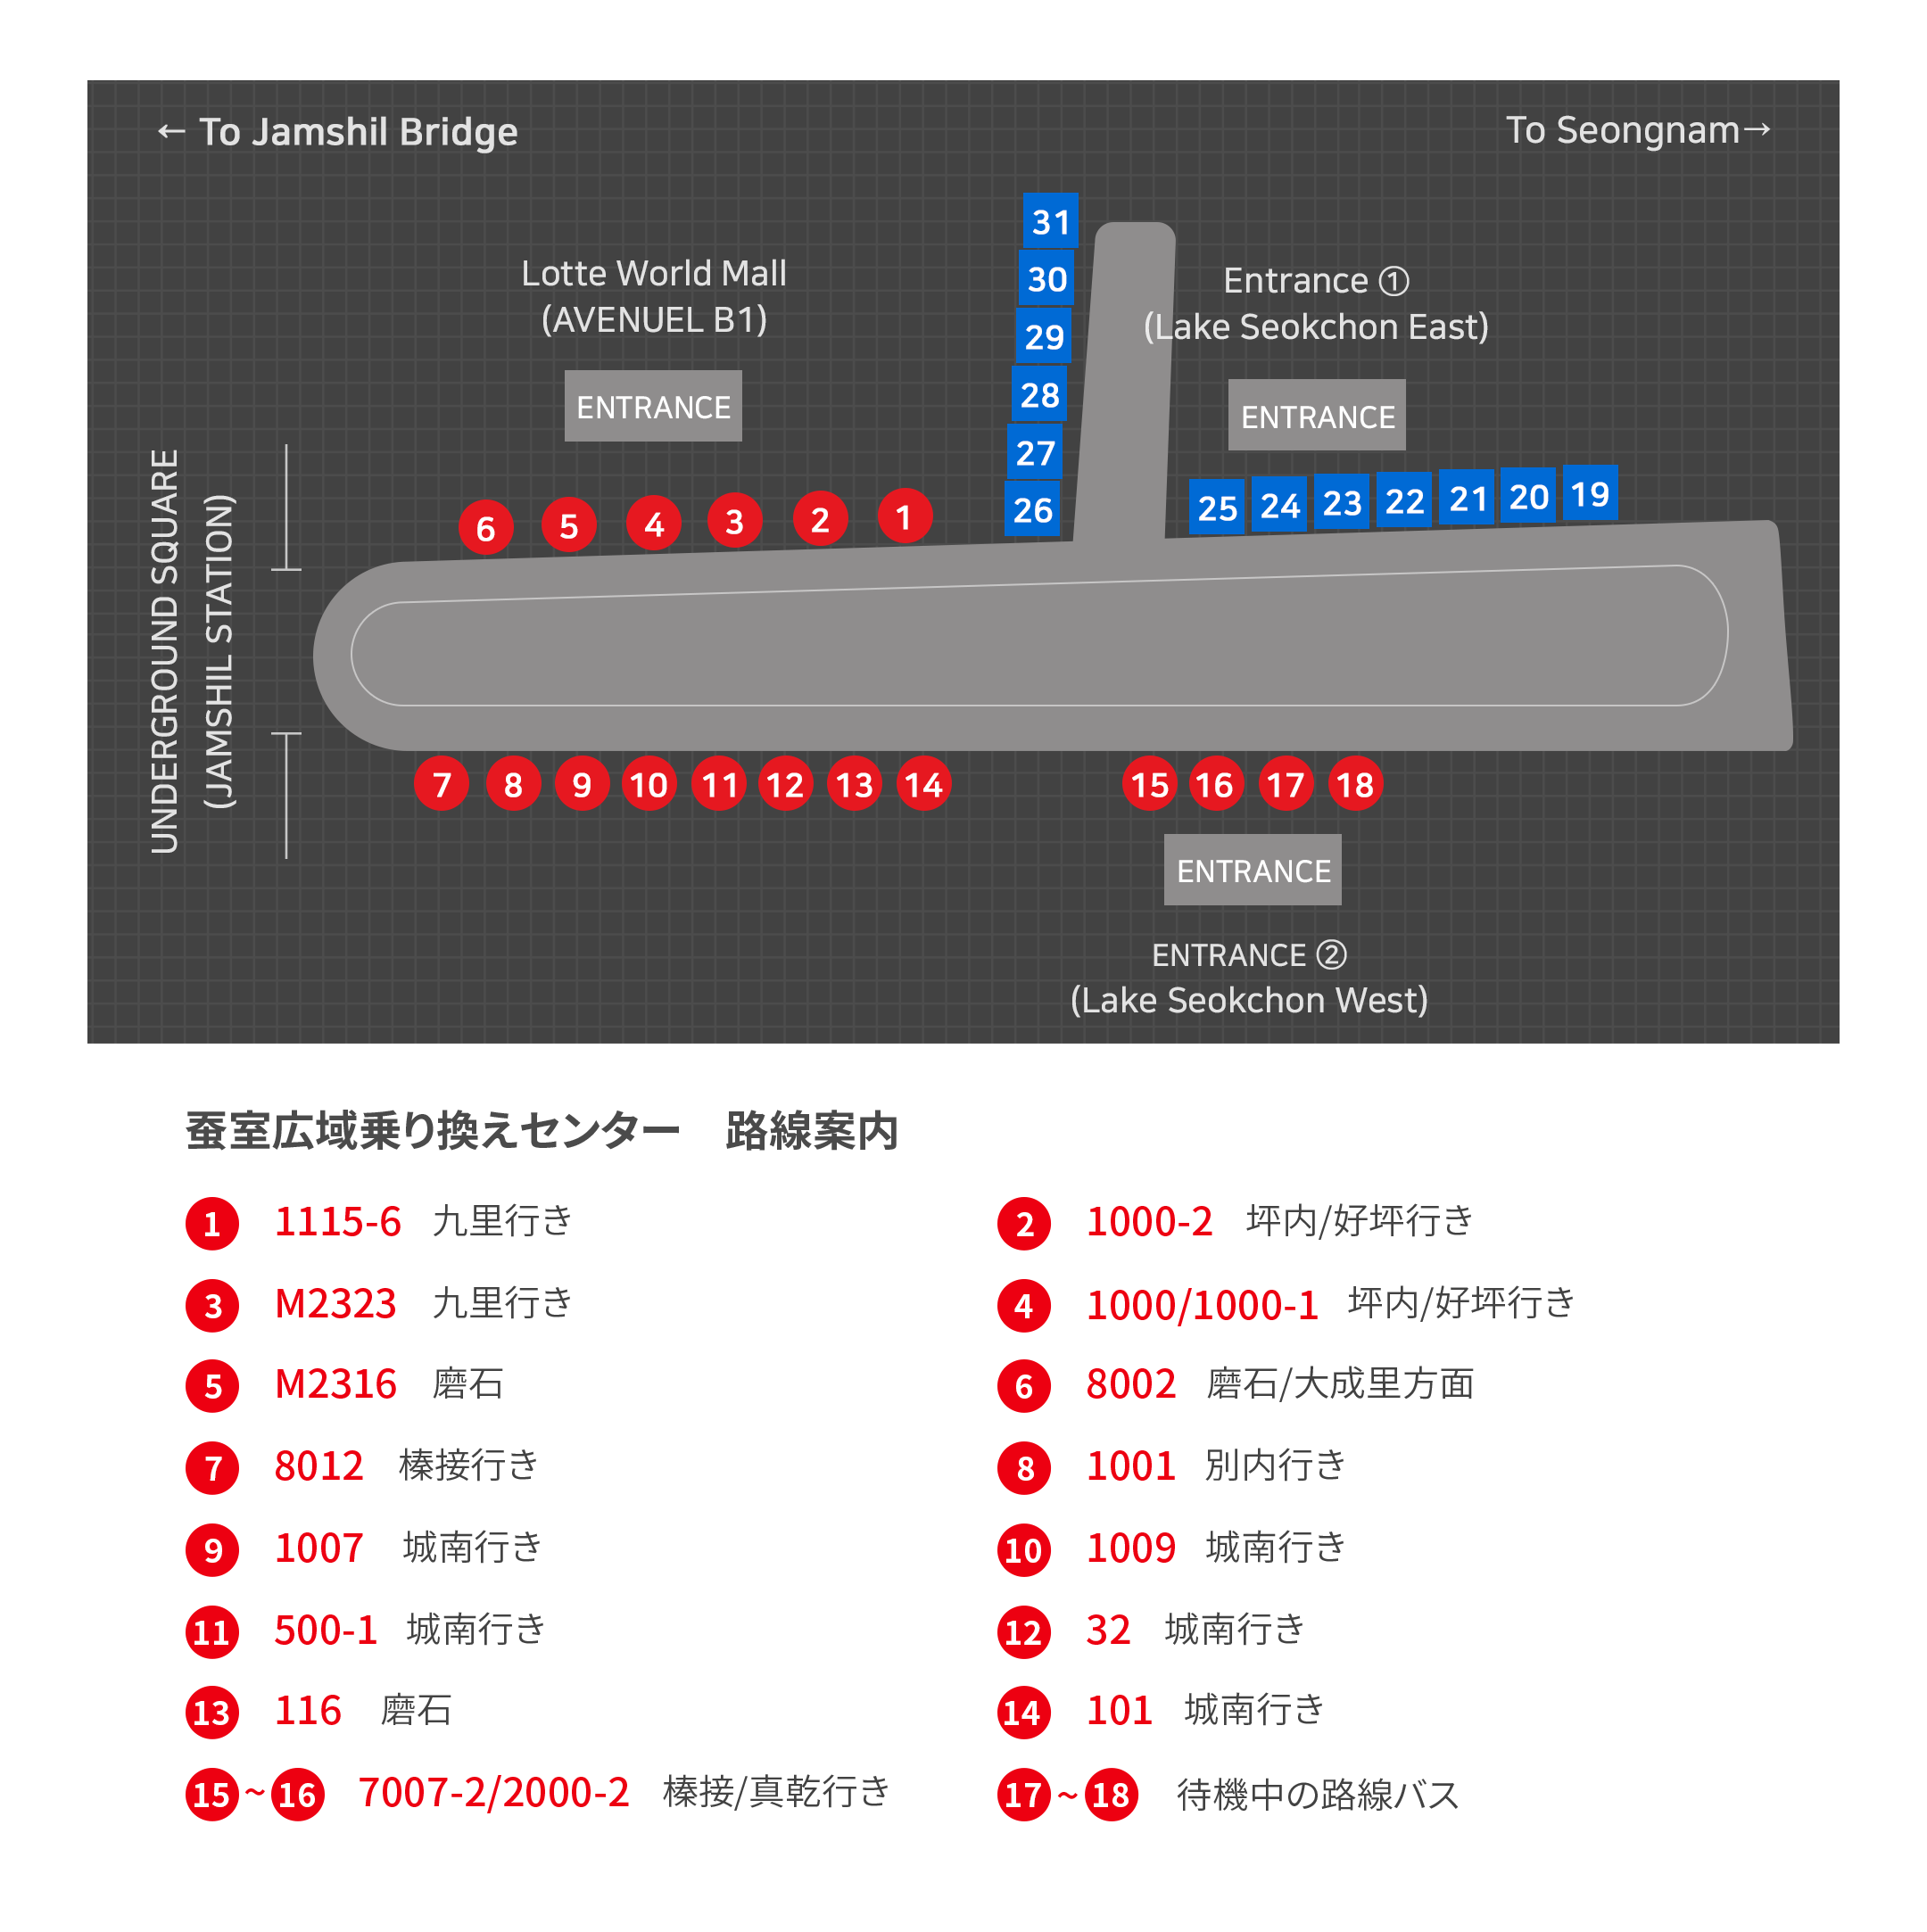 ← To Jamshil Bridge
To Seongnam→
31
30
29
28
27
26
Lotte World Mall
(AVENUEL B1)
ENTRANCE
Entrance ①
(Lake Seokchon East)
ENTRANCE
25 24 23 22 21 20 19
6 5 4 3 2 1
UNDERGROUND SQUARE
(JAMSHIL STATION)
7 8 9 10 11 12 13 14 15 16 17 18
ENTRANCE
ENTRANCE ②
(Lake Seokchon West)
蚕室広域乗り換えセンター　路線案内
1 1115-6 九里行き
2 1000-2 坪内/好坪行き
3 M2323 九里行き
4 1000/1000-1 坪内/好坪行き
5 M2316 磨石
6 8002 磨石/大成里方面
7 8012 榛接行き
8 1001 別内行き
9 1007 城南行き
10 1009 城南行き
11 500-1 城南行き
12 32 城南行き
13 116 磨石
14 101 城南行き
15 ~ 16 7007-2/2000-2 榛接/真乾行き
17 ~ 18 待機中の路線バス